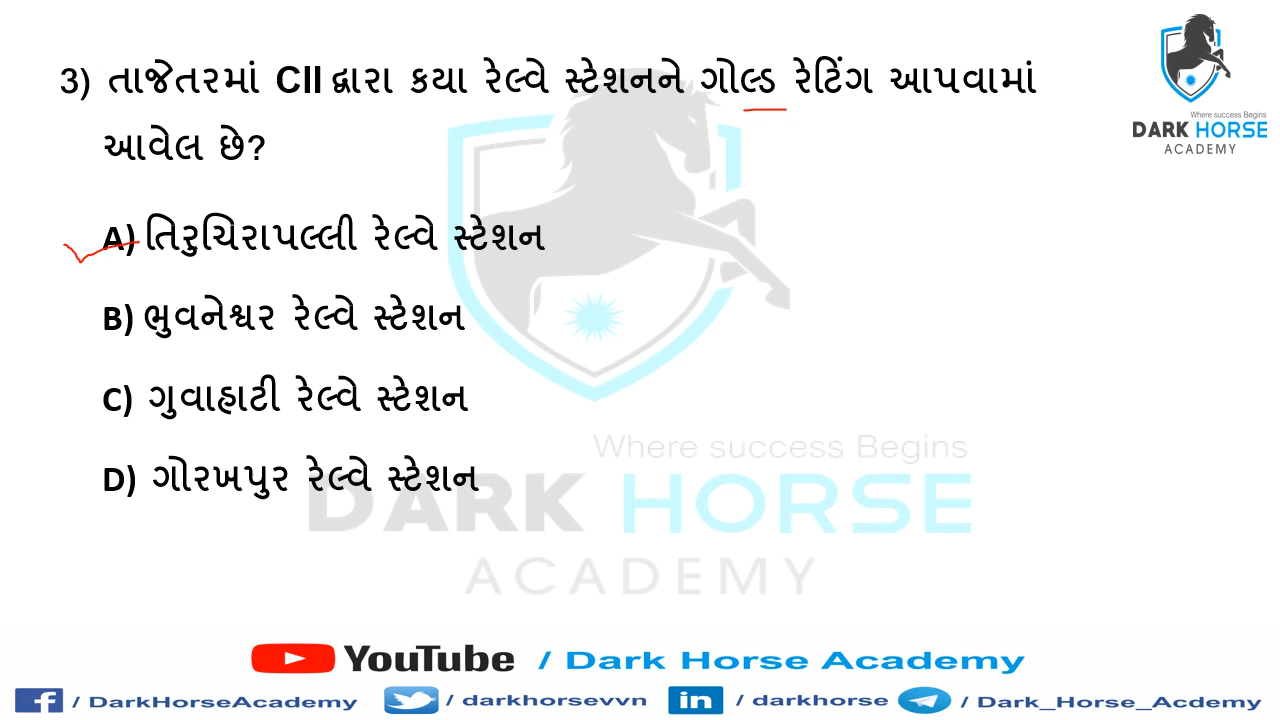 3) તાજેતરમાં CII દ્વારા કયા રેલ્વે સ્ટેશનને ગોલ્ડ રેટિંગ આપવામાં
આવેલ છે?
A) તિરુચિરાપલ્લી રેલ્વે સ્ટેશન
B) ભુવનેશ્વર રેલ્વે સ્ટેશન
C) ગુવાહાટી રેલ્વે સ્ટેશન
D) ગોરખપુર રેલ્વે સ્ટેશન
Where success Begins
DARK HORSE
ACADEMY
Where success Begins
DARK HORSE
ACADEMY
YouTube / Dark Horse Academy
/ DarkHorseAcademy / darkhorsevvn in / darkhorse / Dark_Horse_Acdemy